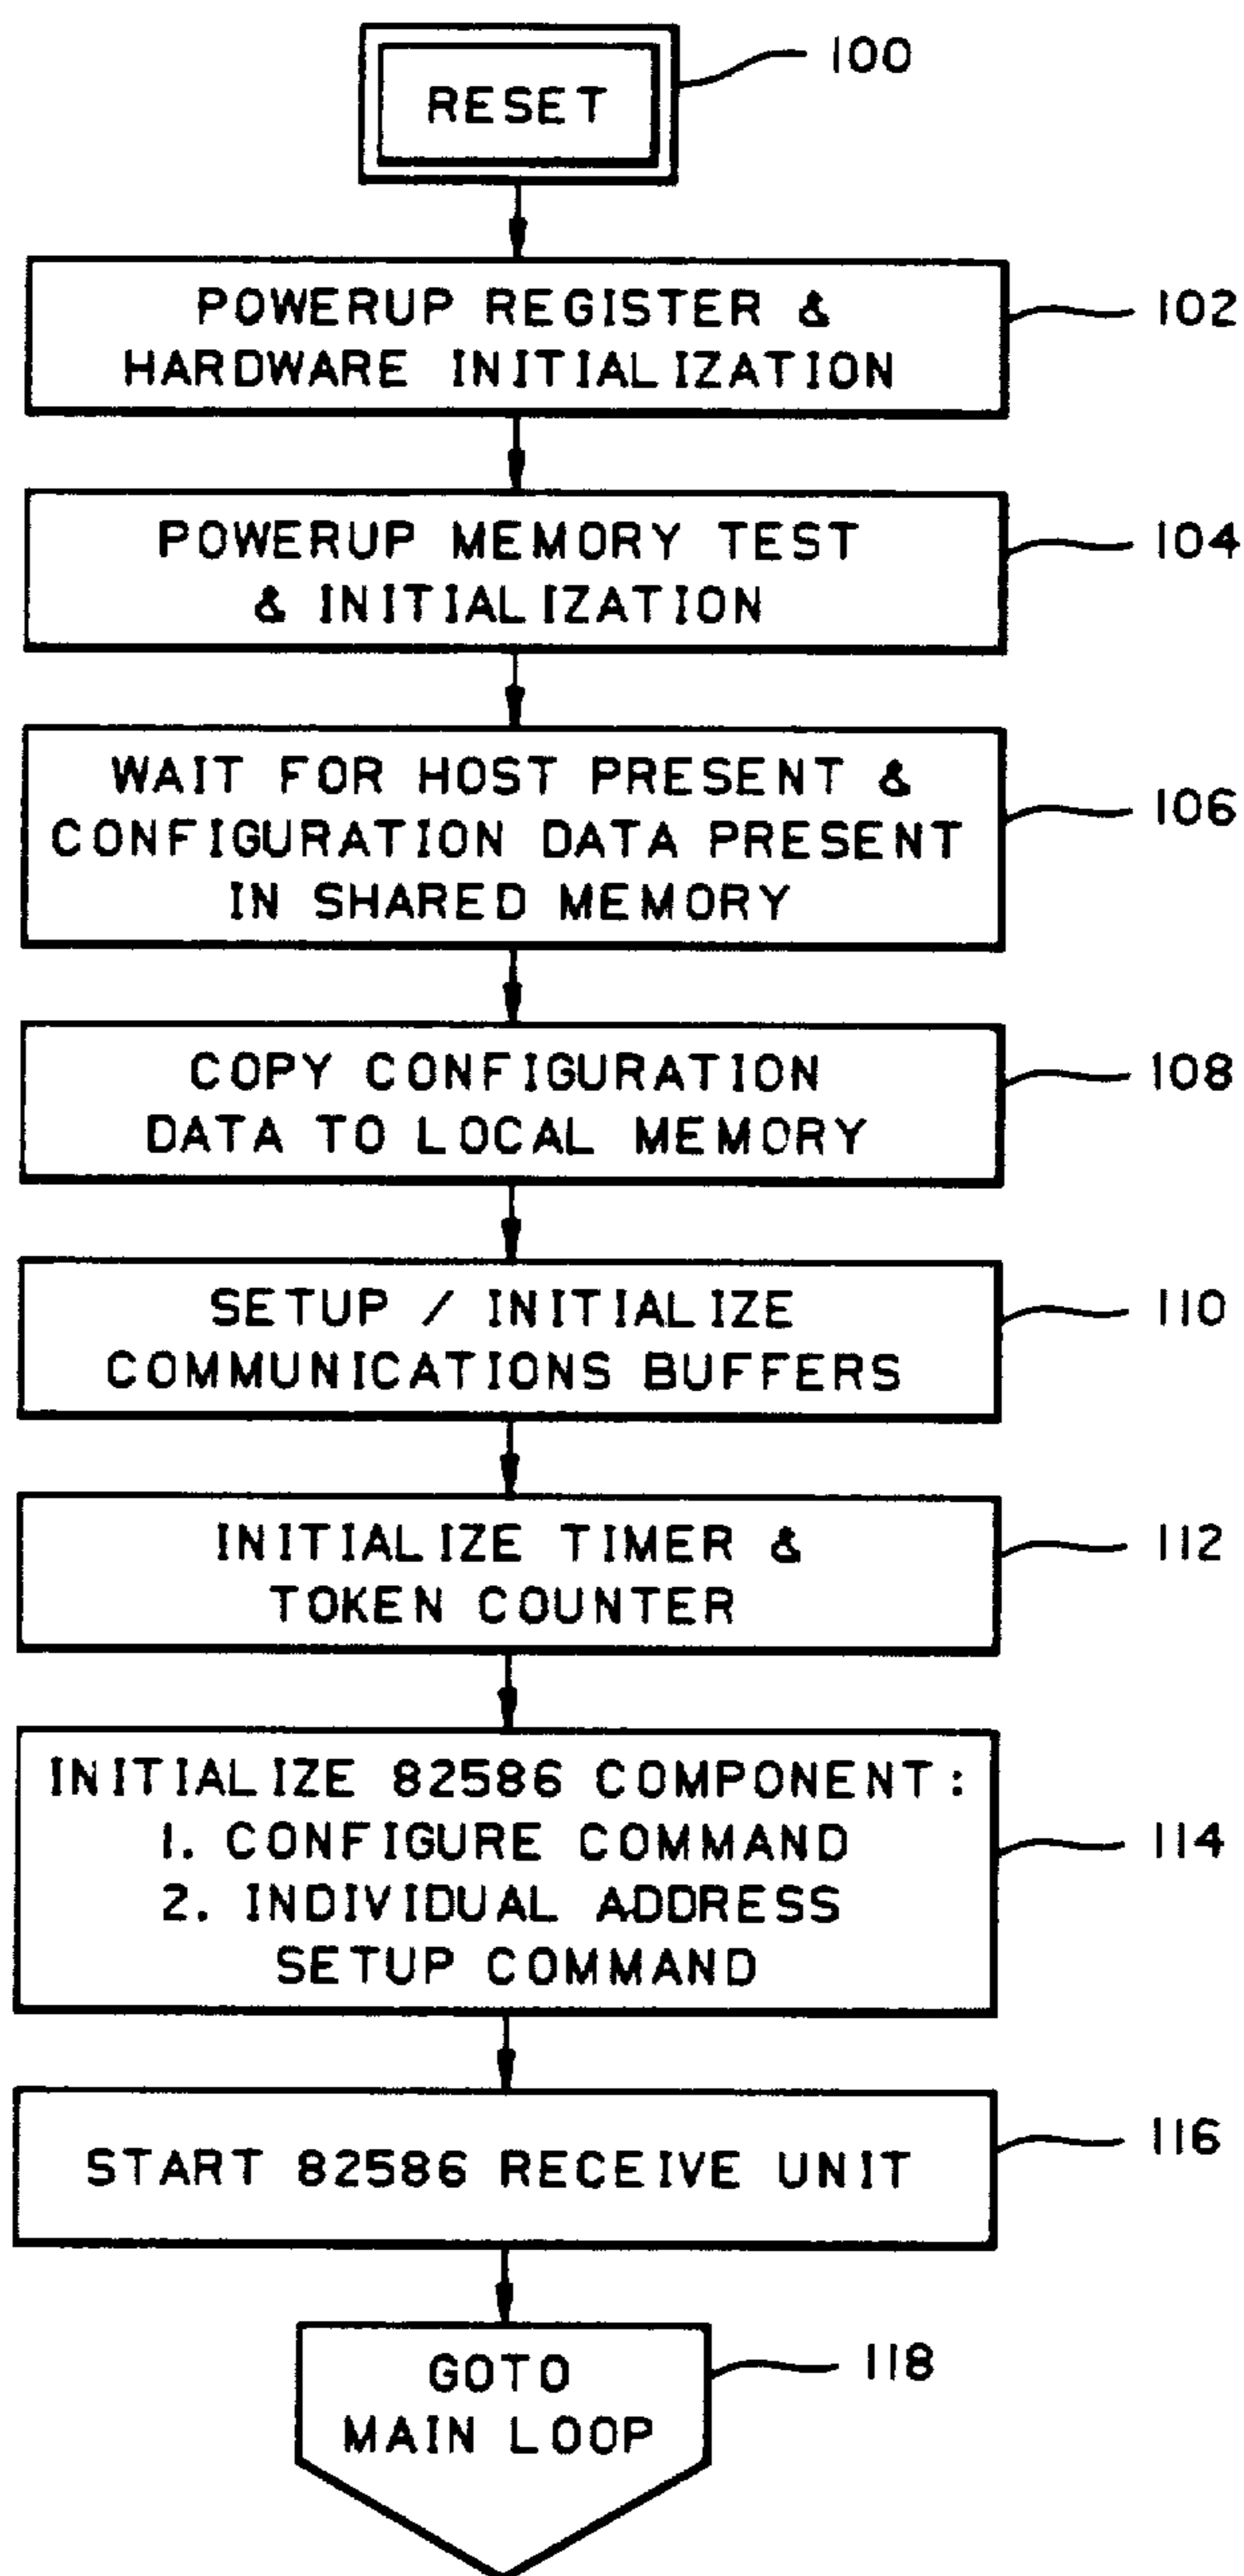 RESET
100
POWERUP REGISTER &
HARDWARE INITIALIZATION
102
POWERUP MEMORY TEST
& INITIALIZATION
104
WAIT FOR HOST PRESENT &
CONFIGURATION DATA PRESENT
IN SHARED MEMORY
106
COPY CONFIGURATION
DATA TO LOCAL MEMORY
108
SETUP / INITIALIZE
COMMUNICATIONS BUFFERS
110
INITIALIZE TIMER &
TOKEN COUNTER
112
INITIALIZE 82586 COMPONENT:
1. CONFIGURE COMMAND
2. INDIVIDUAL ADDRESS
SETUP COMMAND
114
START 82586 RECEIVE UNIT
116
GOTO
MAIN LOOP
118